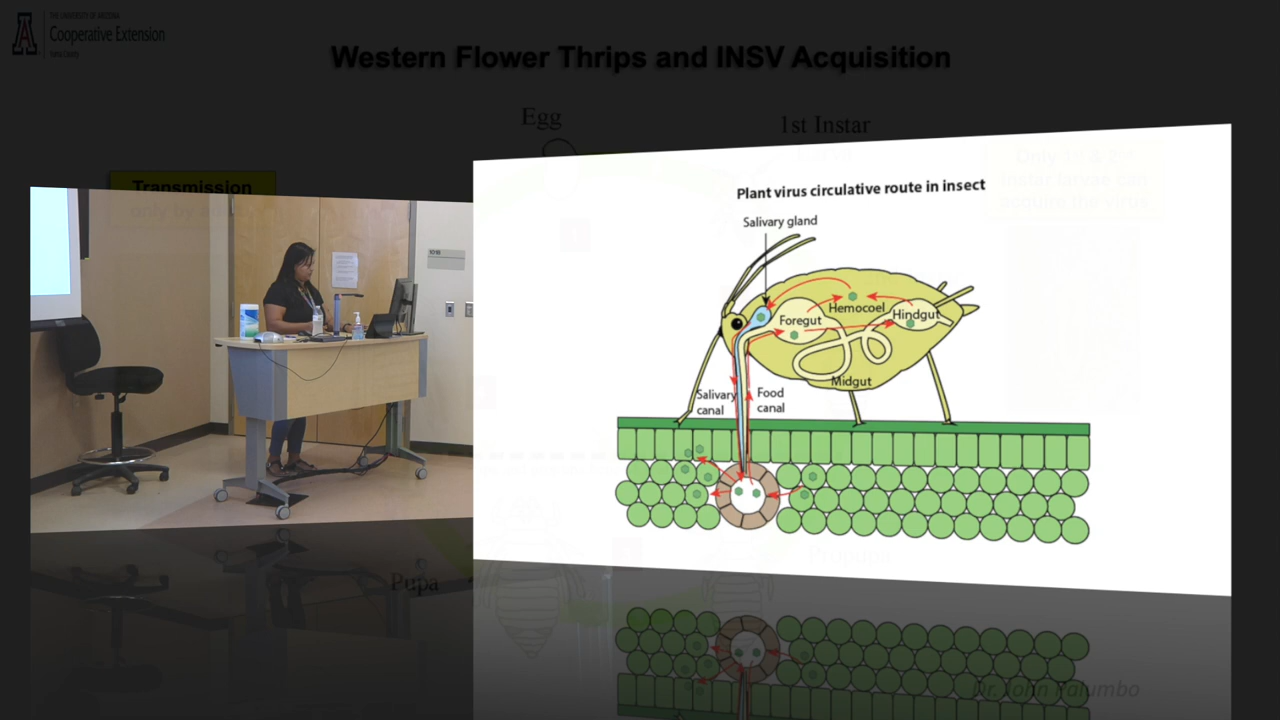 THE UNIVERSITY OF ARIZONA
Cooperative Extension
Yuma County
Western Flower Thrips and INSV Acquisition
Egg
1st Instar
Transmission
only by
Only 1st & 2nd
instar larvae can
acquire the virus
Plant virus circulative route in insect
Salivary gland
Hemocoel
Foregut
Hindgut
Midgut
Salivary
canal
Food
canal
Propupa
Pupa
Dr. John Palumbo